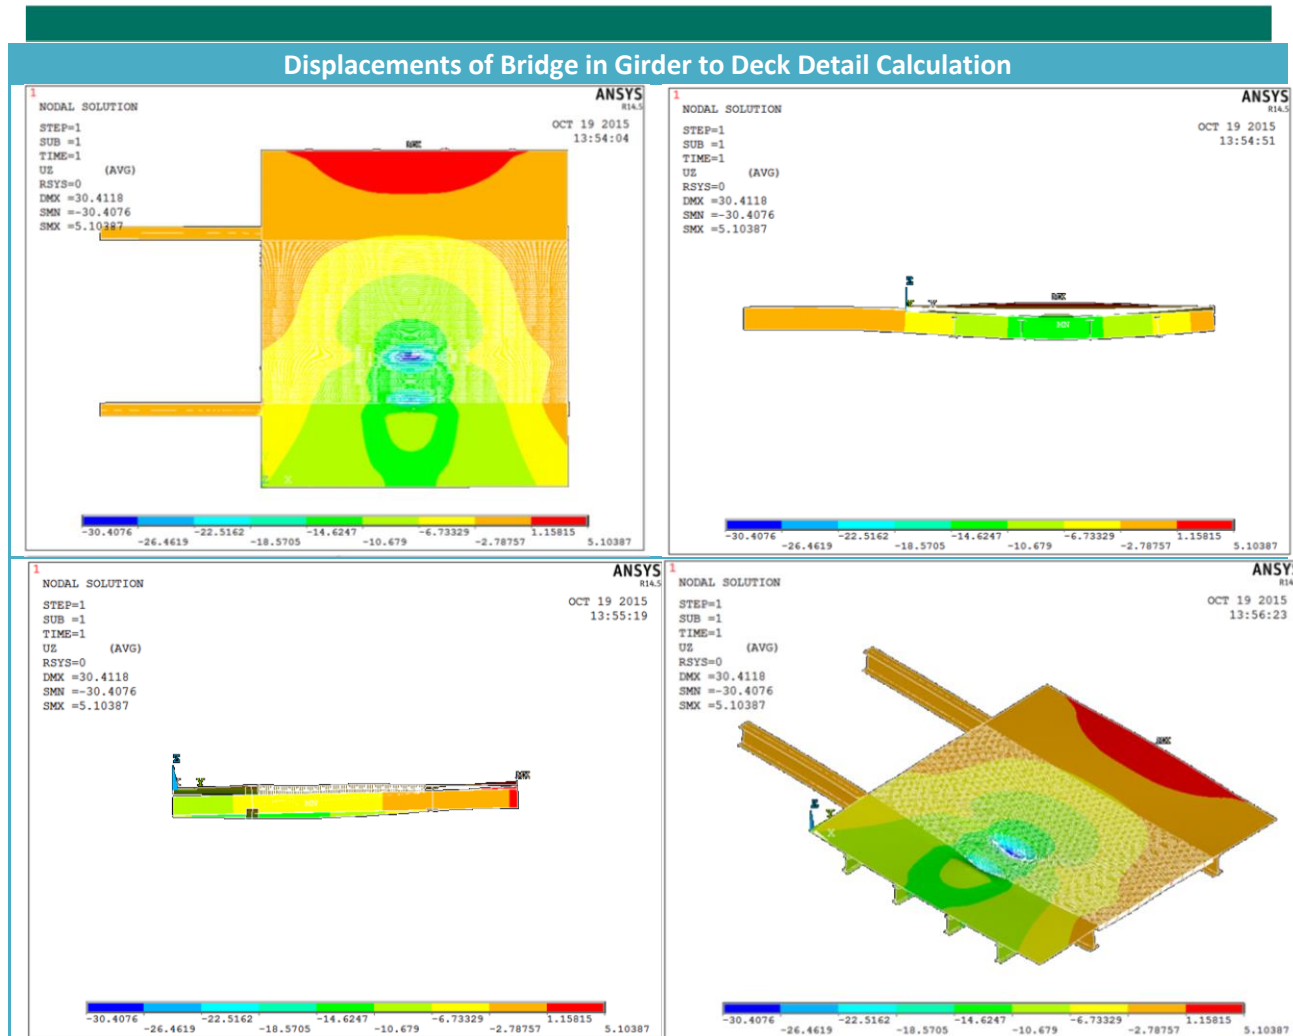 Displacements of Bridge in Girder to Deck Detail Calculation
1
NODAL SOLUTION
STEP=1
SUB =1
TIME=1
UZ (AVG)
RSYS=0
DMX =30.4118
SMN =-30.4076
SMX =5.10387
ANSYS
R14.5
OCT 19 2015
13:54:04
X
-30.4076 -22.5162 -14.6247 -6.73329 1.15815
-26.4619 -18.5705 -10.679 -2.78757 5.10387
1
NODAL SOLUTION
STEP=1
SUB =1
TIME=1
UZ (AVG)
RSYS=0
DMX =30.4118
SMN =-30.4076
SMX =5.10387
ANSYS
R14.5
OCT 19 2015
13:54:51
MN
-30.4076 -22.5162 -14.6247 -6.73329 1.15815
-26.4619 -18.5705 -10.679 -2.78757 5.10387
1
NODAL SOLUTION
STEP=1
SUB =1
TIME=1
UZ (AVG)
RSYS=0
DMX =30.4118
SMN =-30.4076
SMX =5.10387
ANSYS
R14.5
OCT 19 2015
13:55:19
-30.4076 -22.5162 -14.6247 -6.73329 1.15815
-26.4619 -18.5705 -10.679 -2.78757 5.10387
1
NODAL SOLUTION
STEP=1
SUB =1
TIME=1
UZ (AVG)
RSYS=0
DMX =30.4118
SMN =-30.4076
SMX =5.10387
ANSY
R14
OCT 19 2015
13:56:23
X
-30.4076 -22.5162 -14.6247 -6.73329 1.15815
-26.4619 -18.5705 -10.679 -2.78757 5.10387